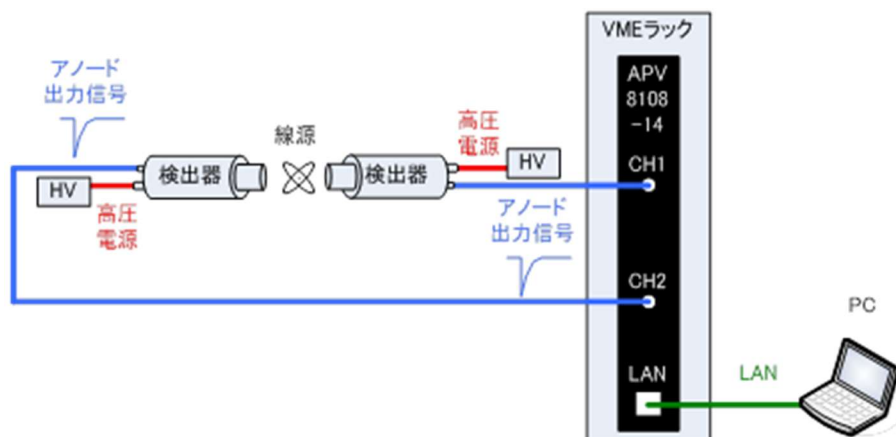 VMEラック
APV
8108
-14
アノード
出力信号
線源
高圧
電源
HV
検出器
検出器
CH1
HV
高圧
電源
アノード
出力信号
CH2
PC
LAN
LAN